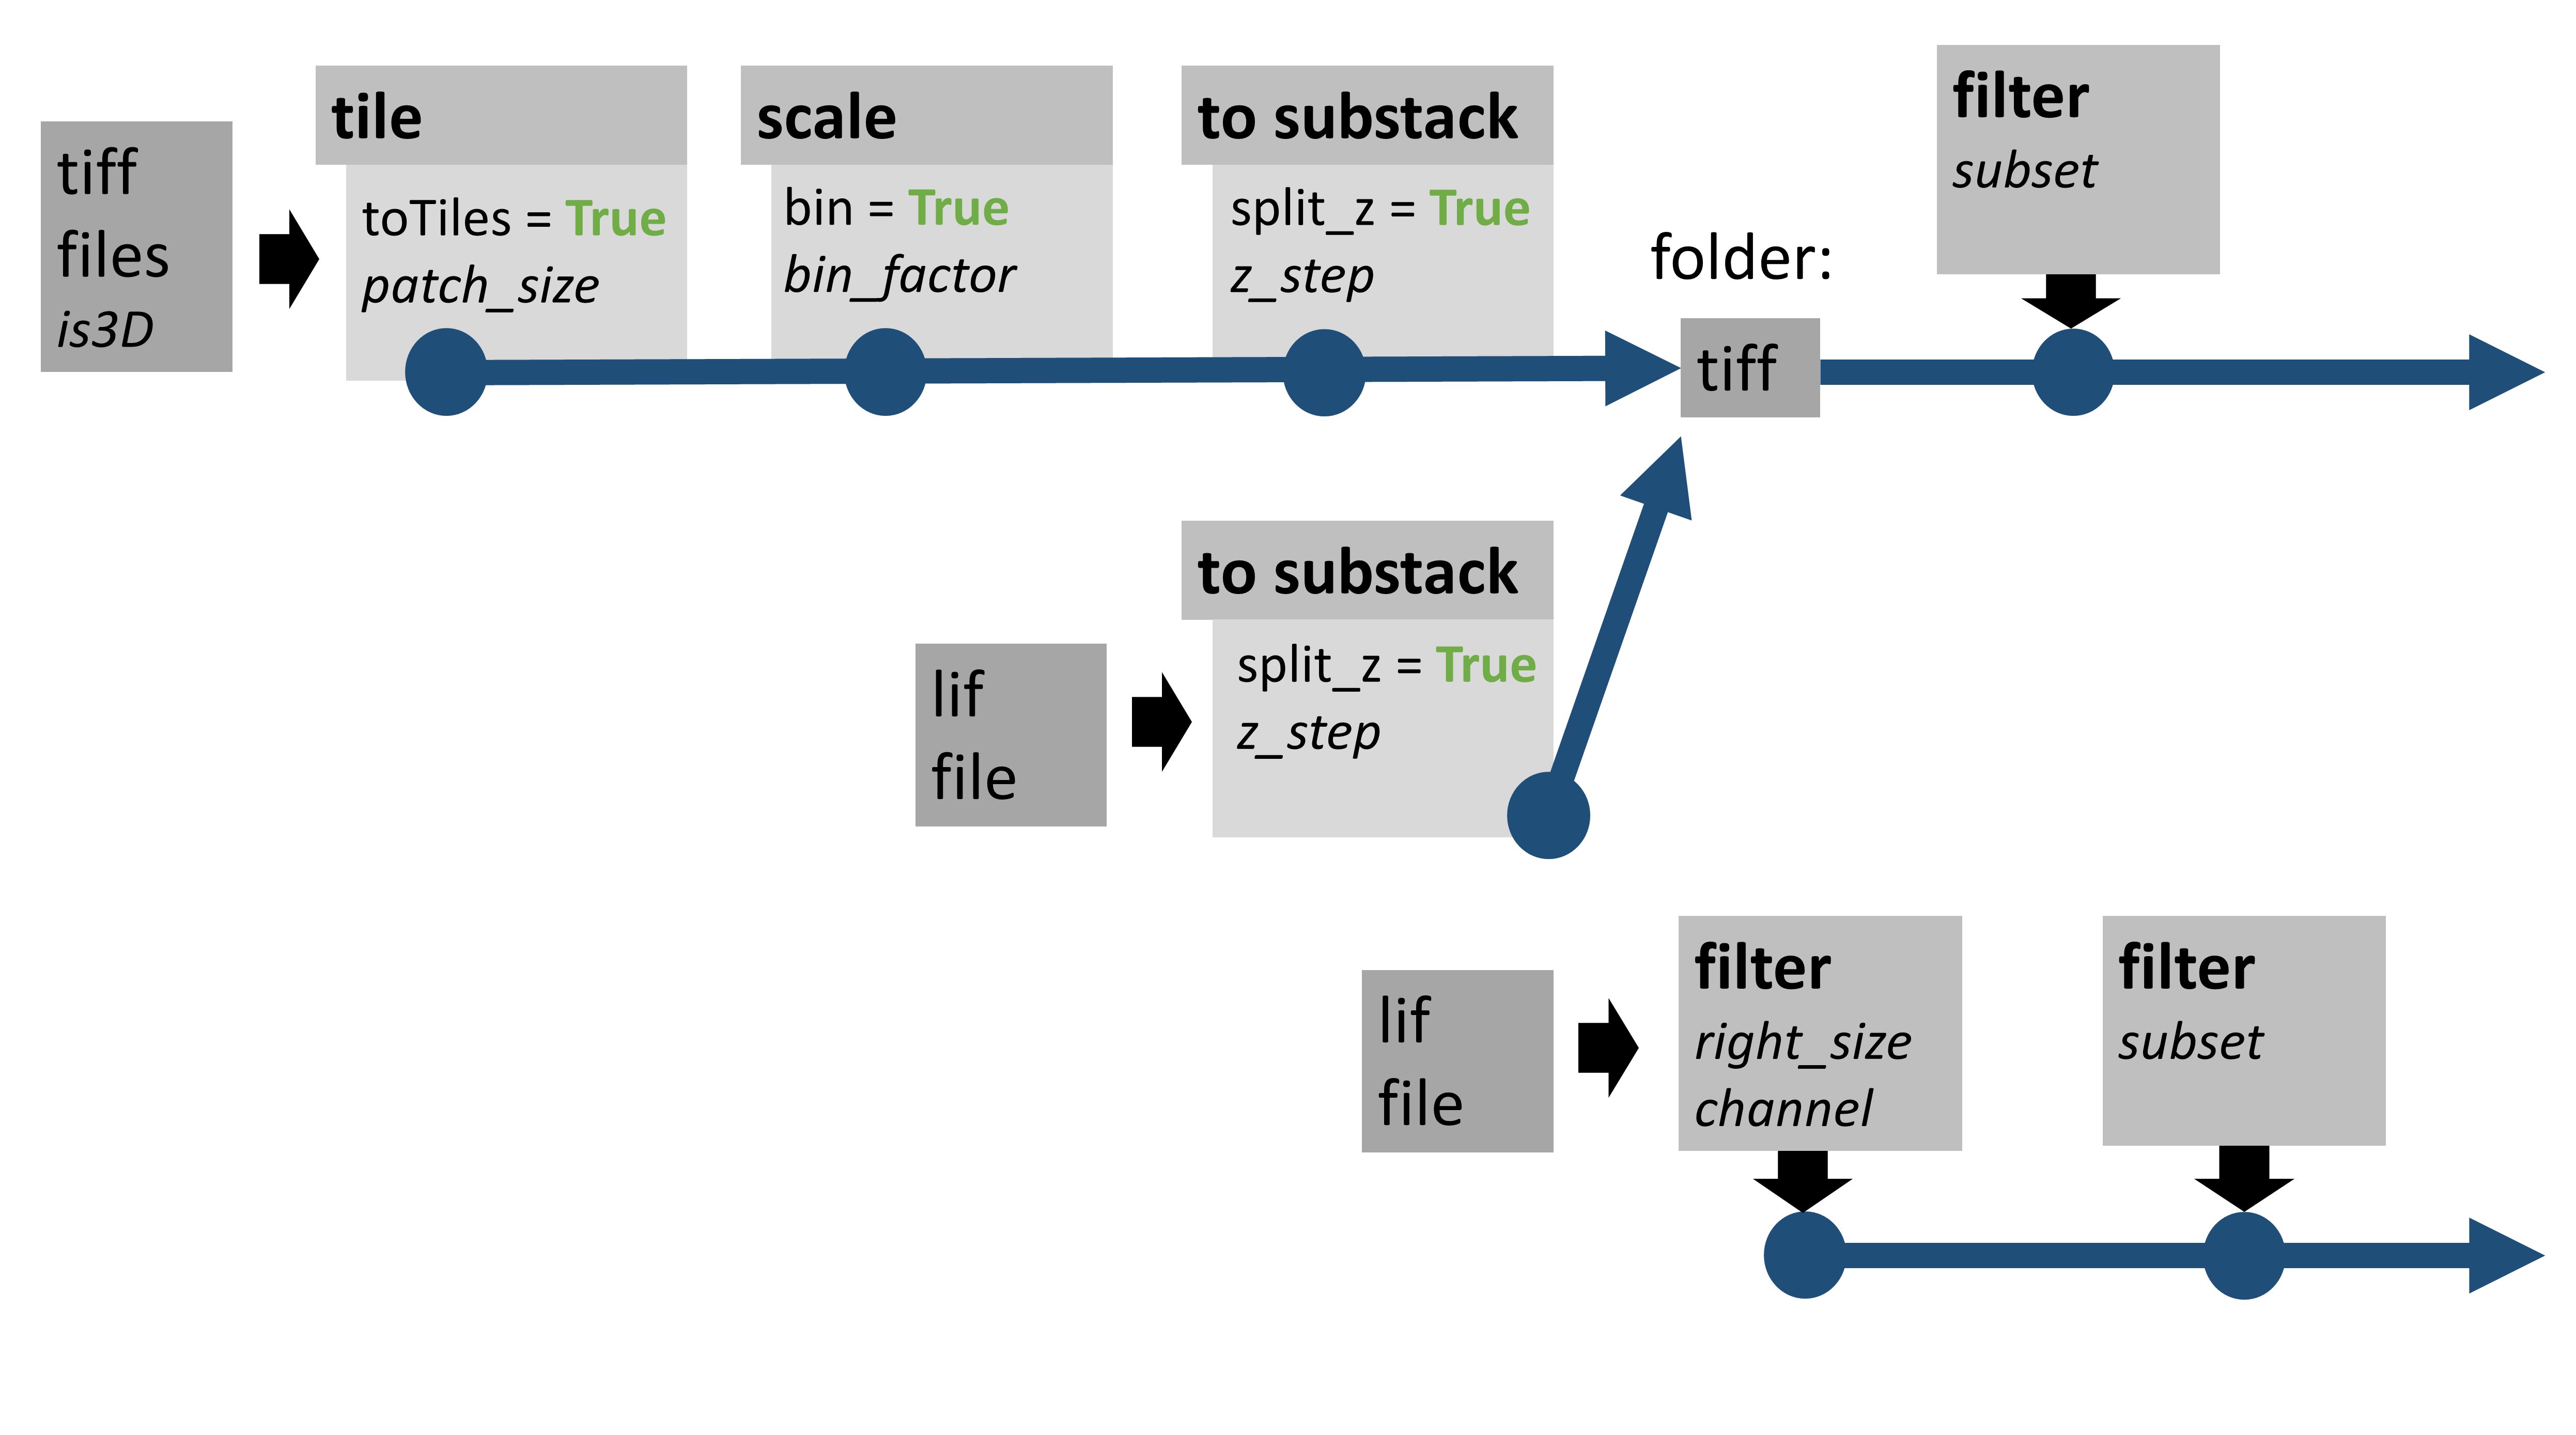 tiff
files
is3D
tile
toTiles = True
patch_size
scale
bin = True
bin_factor
to substack
split_z = True
z_step
folder:
tiff
filter
subset
lif
file
to substack
split_z = True
z_step
lif
file
filter
right_size
channel
filter
subset